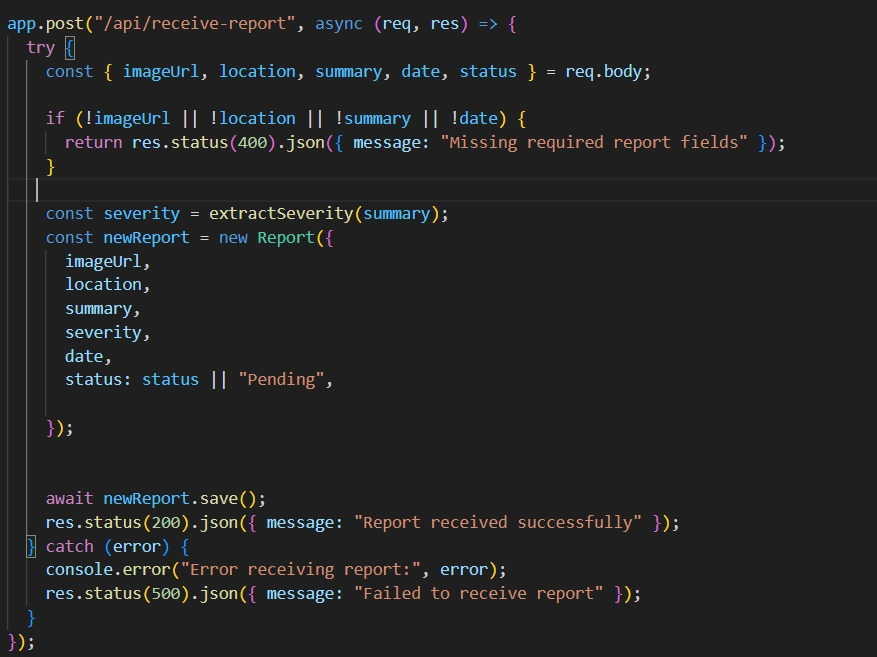 app.post("/api/receive-report", async (req, res) => {
  try {
    const { imageUrl, location, summary, date, status } = req.body;

    if (!imageUrl || !location || !summary || !date) {
      return res.status(400).json({ message: "Missing required report fields" });
    }

    const severity = extractSeverity(summary);
    const newReport = new Report({
      imageUrl,
      location,
      summary,
      severity,
      date,
      status: status || "Pending",

    });


    await newReport.save();
    res.status(200).json({ message: "Report received successfully" });
  } catch (error) {
    console.error("Error receiving report:", error);
    res.status(500).json({ message: "Failed to receive report" });
  }
});